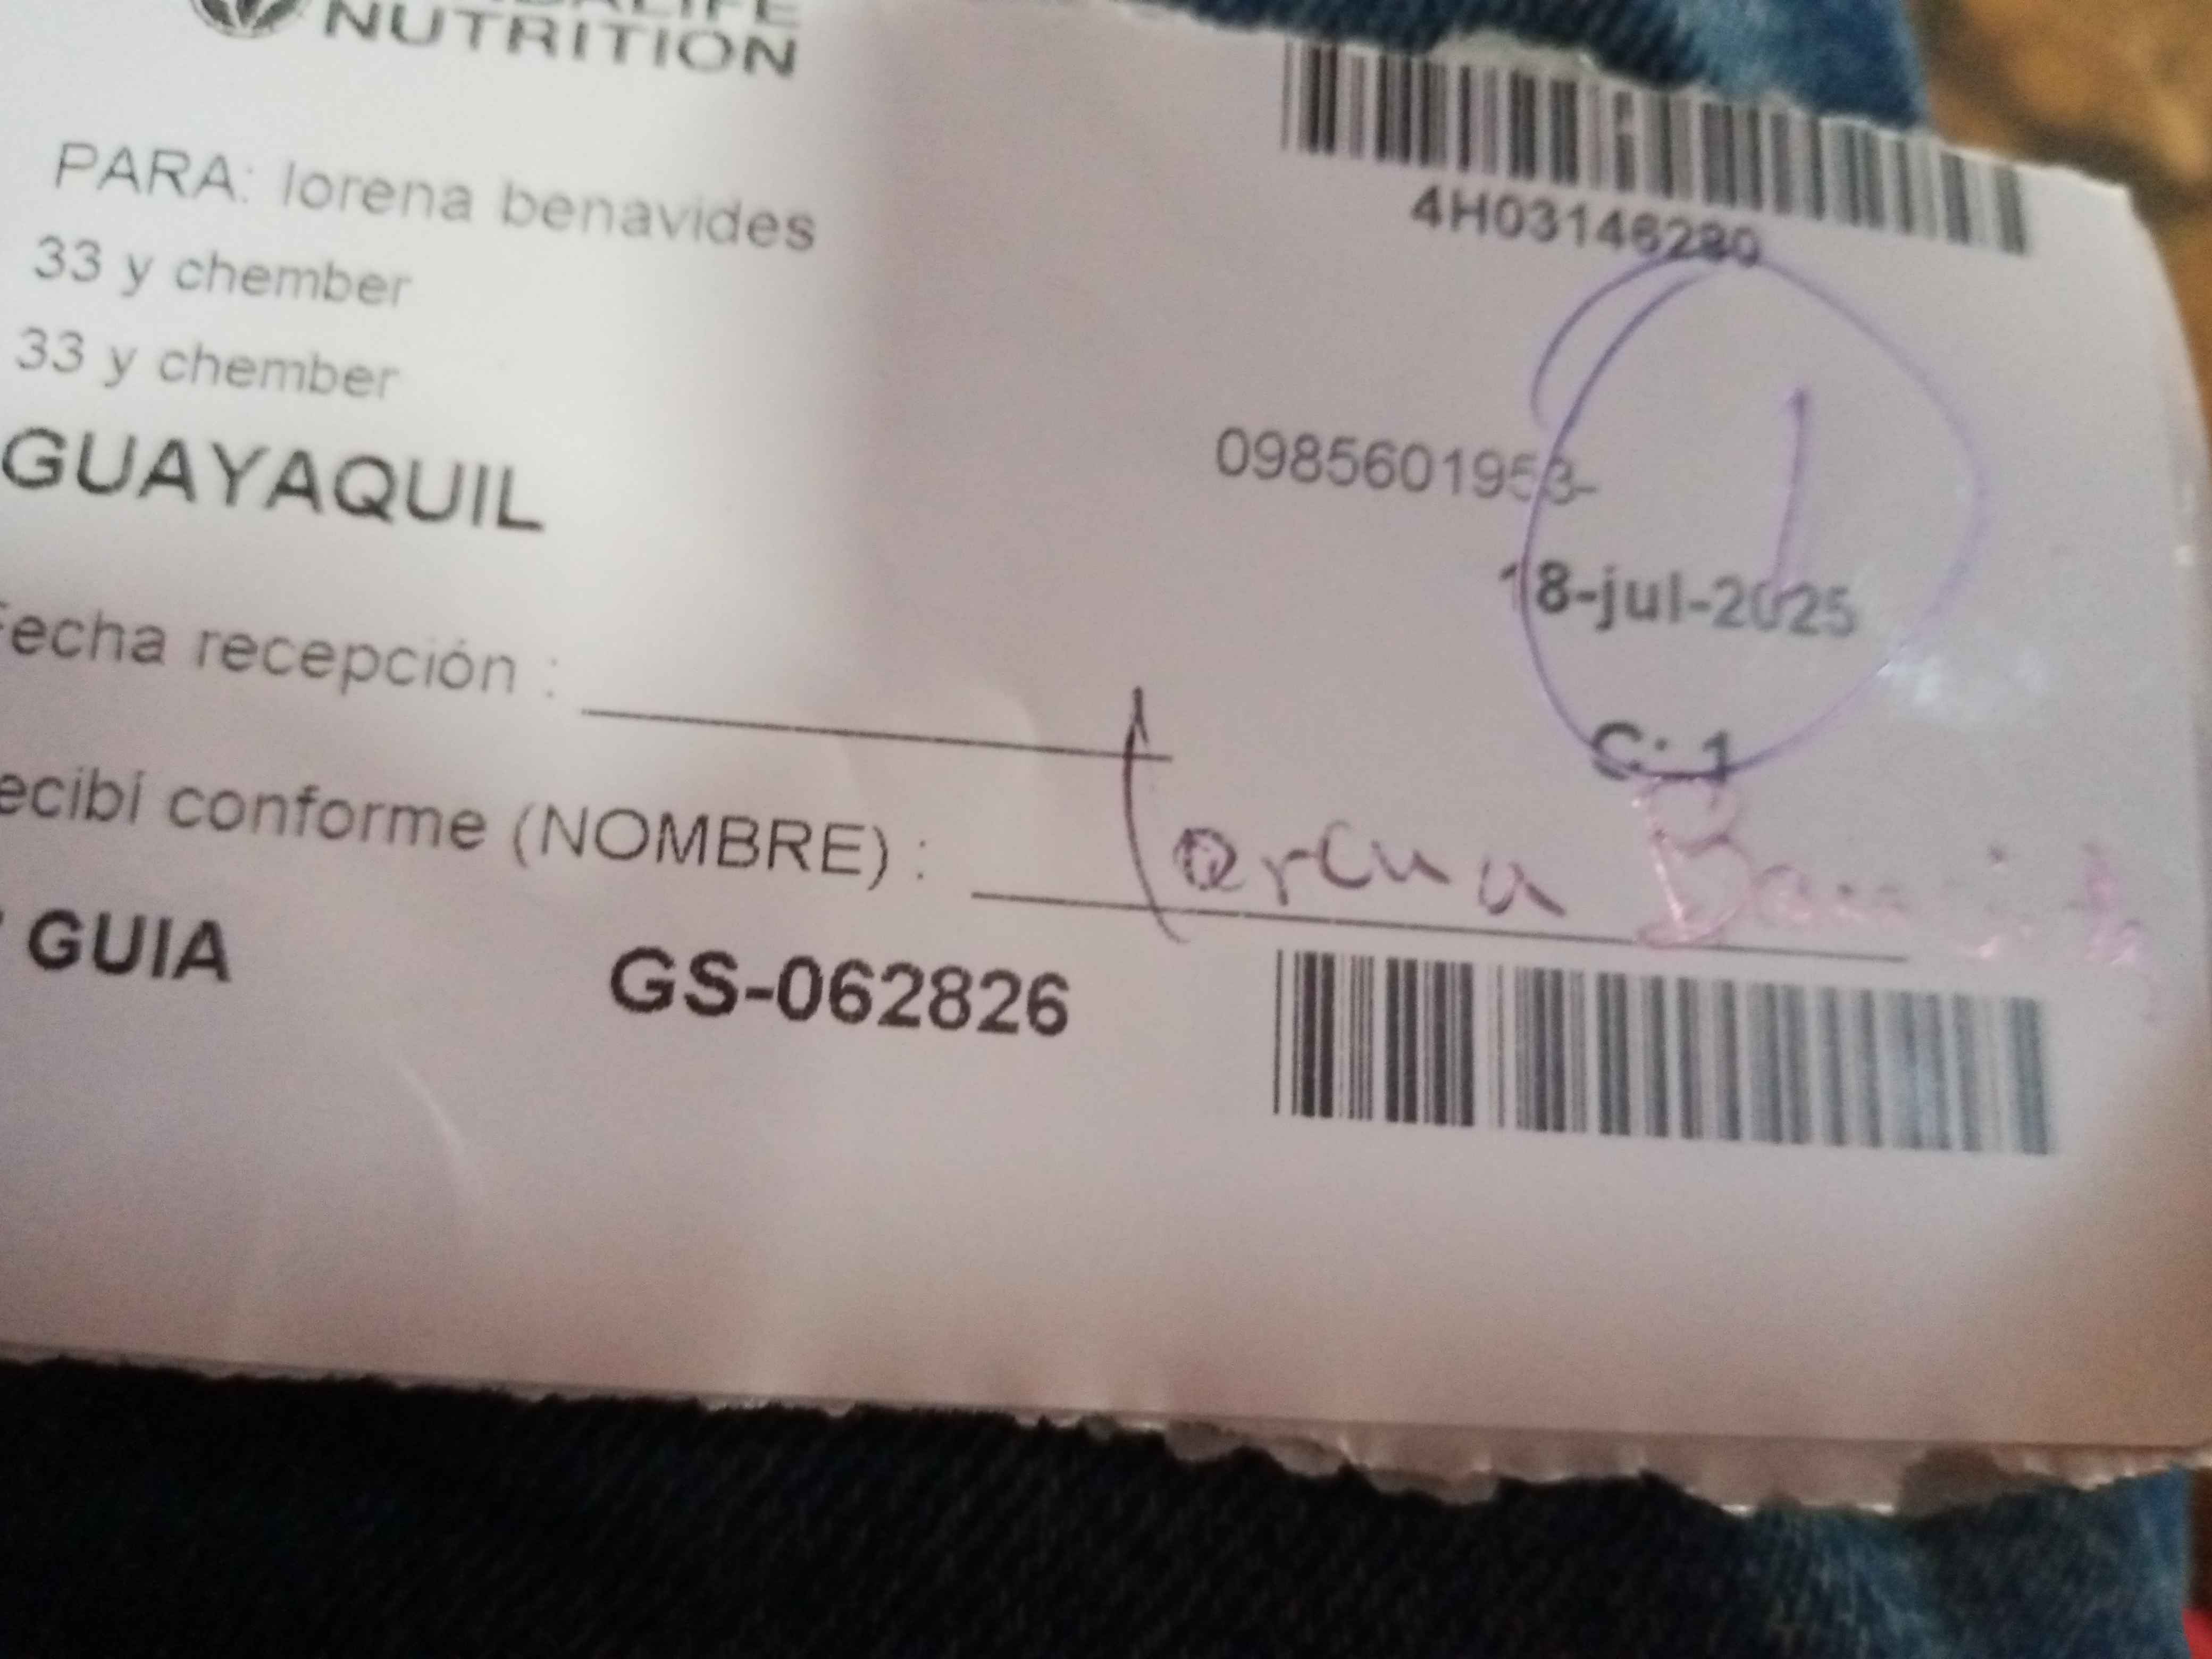 NUTRITION
PARA: lorena benavides
4H03146280
33 y chember
33 y chember
GUAYAQUIL
0985601953-
1
18-jul-2025
echa recepción :
C: 1
ecibí conforme (NOMBRE) :
GUIA GS-062826